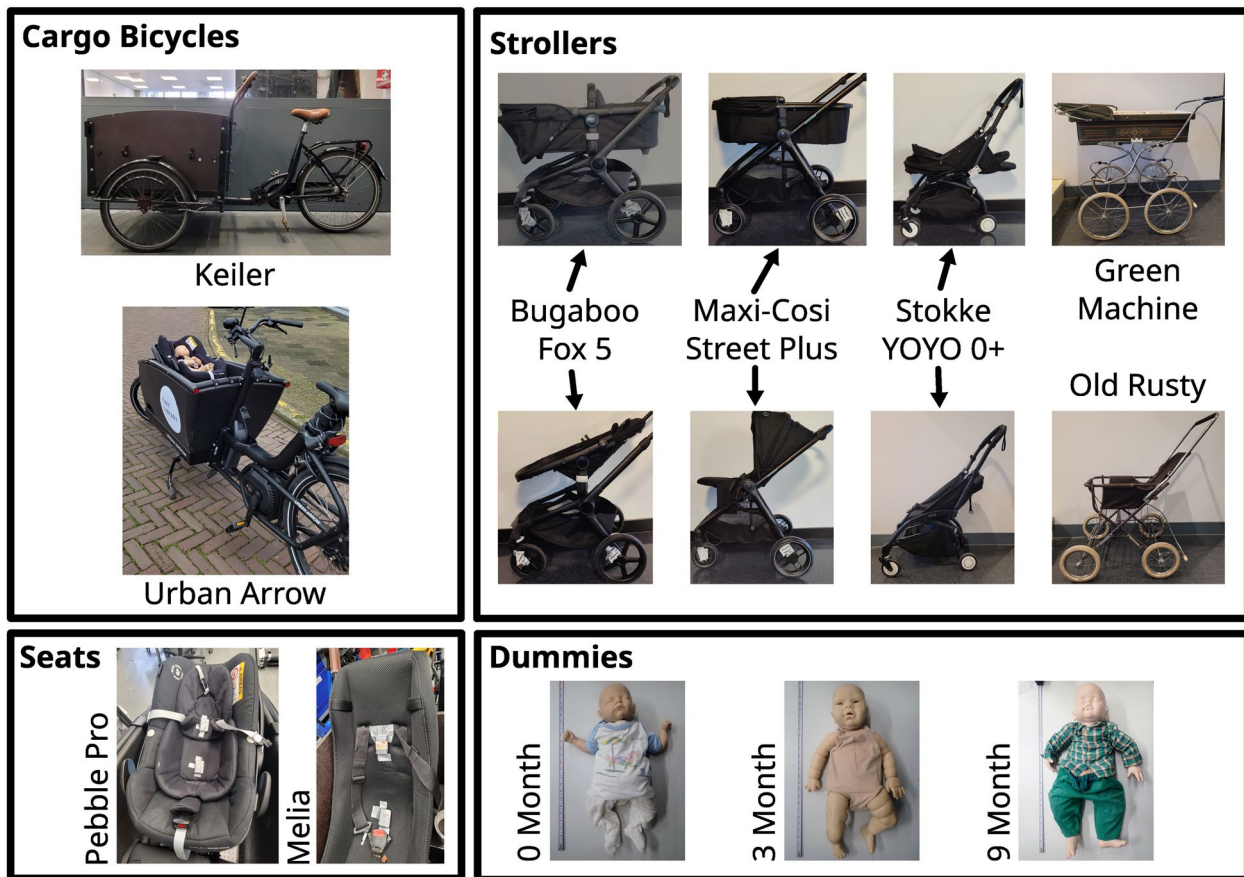 Cargo Bicycles
Keiler
Urban Arrow
Strollers
Bugaboo
Fox 5
Maxi-Cosi
Street Plus
Stokke
YOYO 0+
Green
Machine
Old Rusty
Seats
Pebble Pro
Melia
Dummies
0 Month
3 Month
9 Month